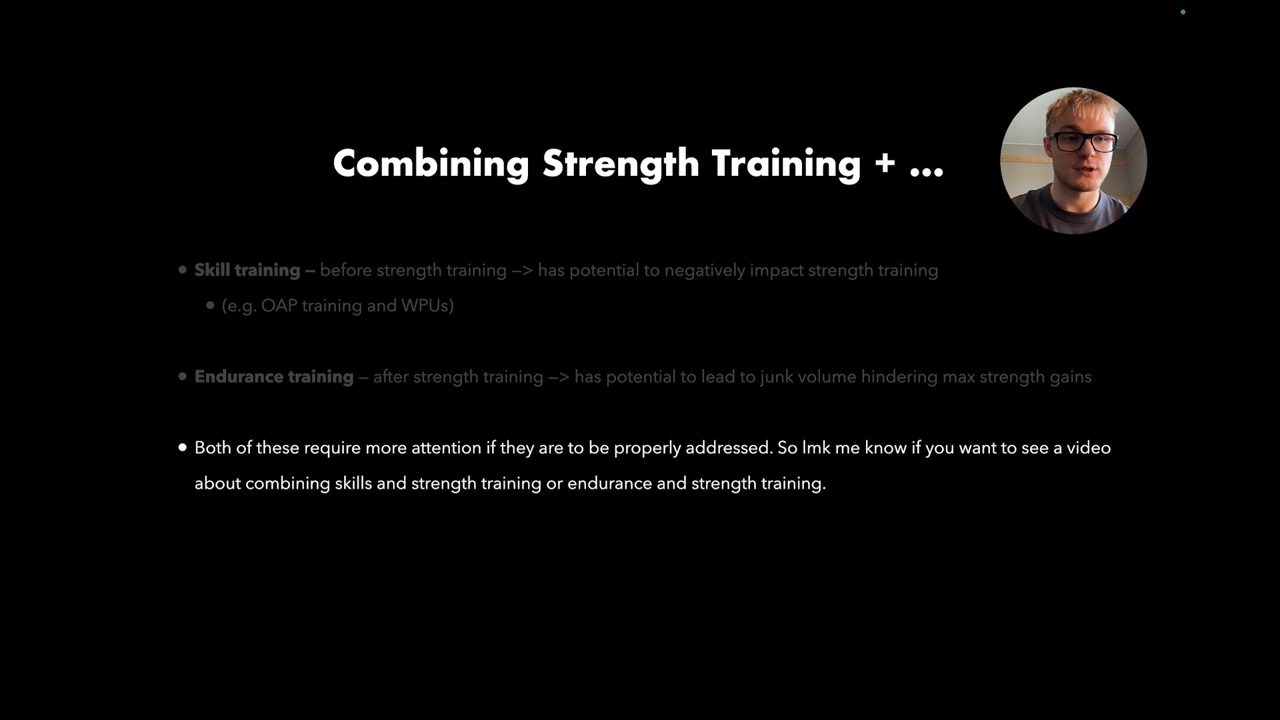 Combining Strength Training + ...
• Skill training – before strength training –> has potential to negatively impact strength training
• (e.g. OAP training and WPUs)
• Endurance training – after strength training –> has potential to lead to junk volume hindering max strength gains
• Both of these require more attention if they are to be properly addressed. So lmk me know if you want to see a video
about combining skills and strength training or endurance and strength training.